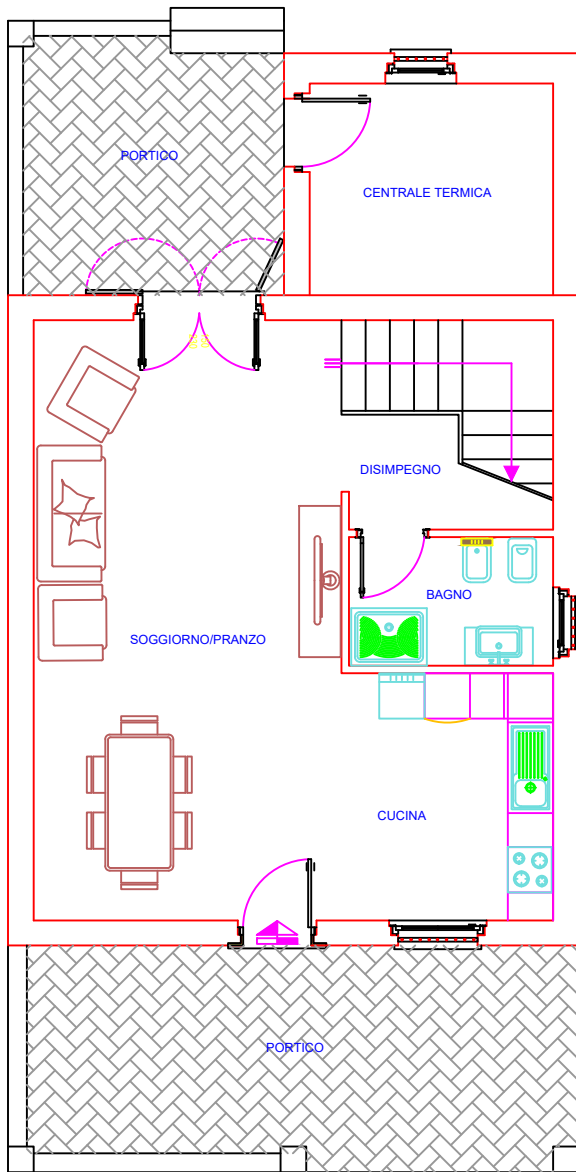 PORTICO
CENTRALE TERMICA
DISIMPEGNO
BAGNO
SOGGIORNO/PRANZO
CUCINA
PORTICO